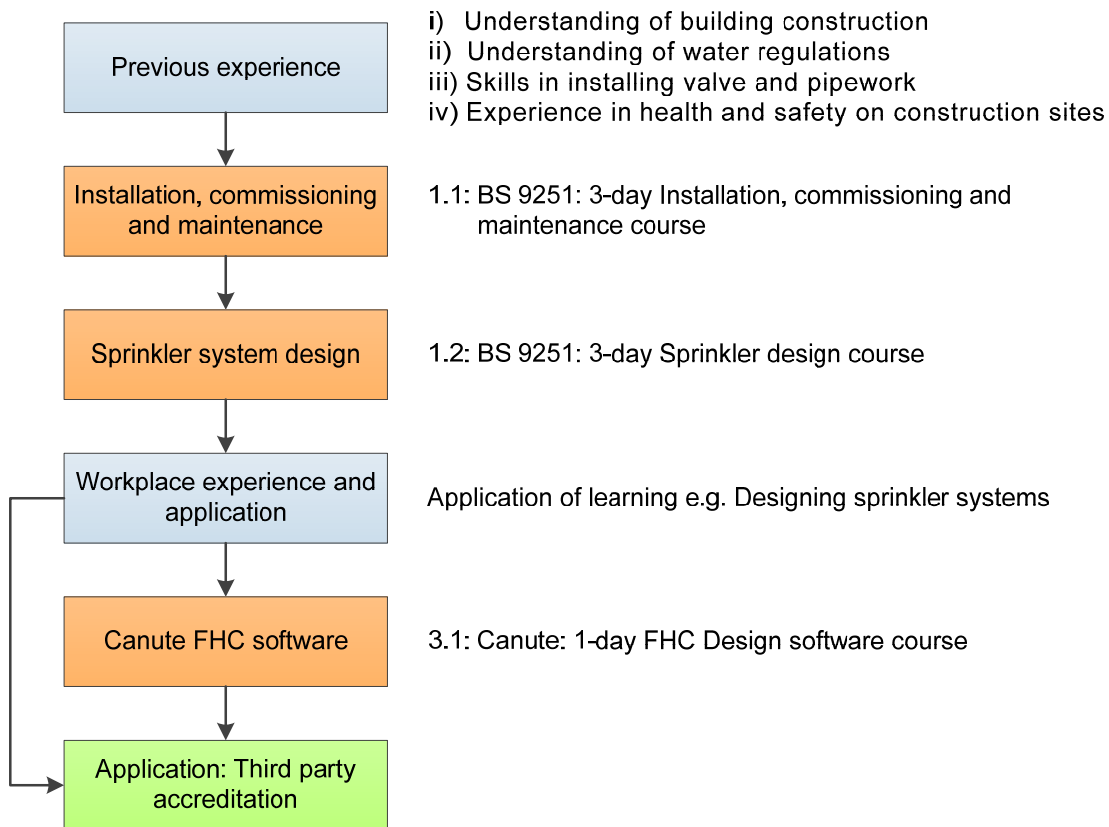 Previous experience
i) Understanding of building construction
ii) Understanding of water regulations
iii) Skills in installing valve and pipework
iv) Experience in health and safety on construction sites
Installation, commissioning
and maintenance
1.1: BS 9251: 3-day Installation, commissioning and
maintenance course
Sprinkler system design
1.2: BS 9251: 3-day Sprinkler design course
Workplace experience and
application
Application of learning e.g. Designing sprinkler systems
Canute FHC software
3.1: Canute: 1-day FHC Design software course
Application: Third party
accreditation